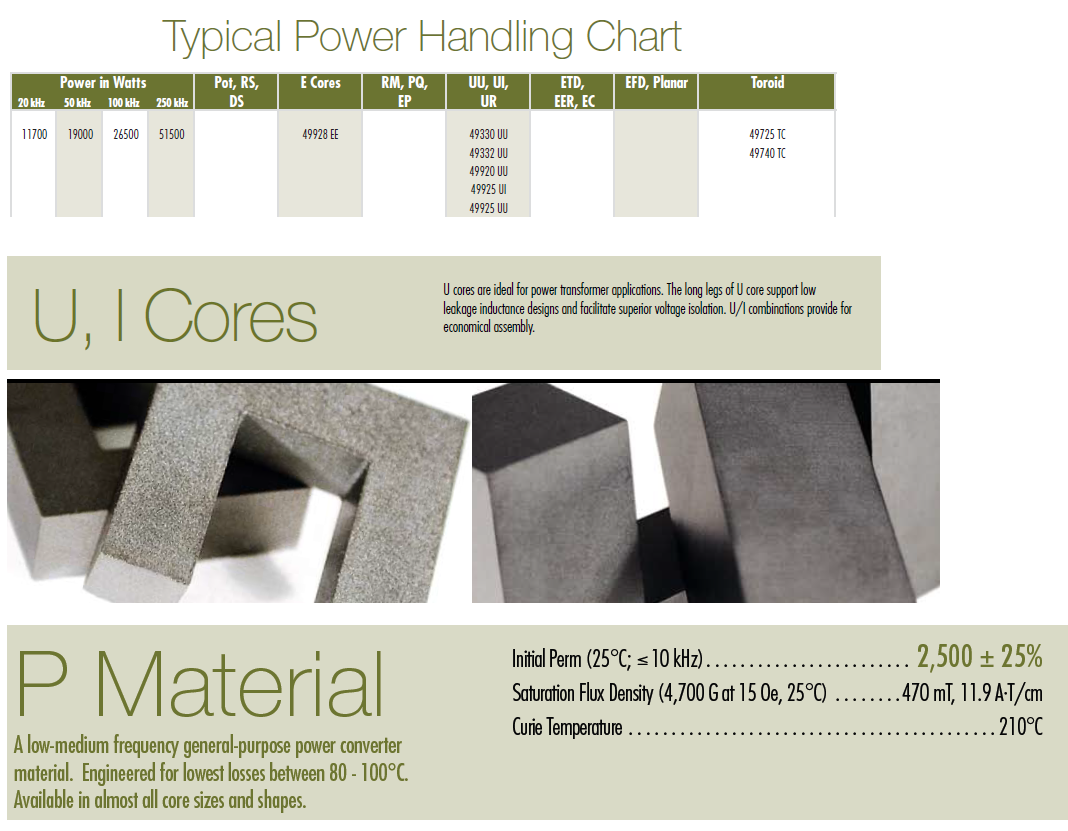 Typical Power Handling Chart
Power in Watts
Pot, RS, DS
E Cores
RM, PQ, EP
UU, UI, UR
ETD, EER, EC
EFD, Planar
Toroid
20 kHz 50 kHz 100 kHz 250 kHz
11700 19000 26500 51500 49928 EE 49330 UU 49725 TC
49332 UU 49740 TC
49920 UU
49925 UI
49925 UU
U, I Cores
U cores are ideal for power transformer applications. The long legs of U core support low
leakage inductance designs and facilitate superior voltage isolation. U/I combinations provide for
economical assembly.
P Material
A low-medium frequency general-purpose power converter
material. Engineered for lowest losses between 80 - 100°C.
Available in almost all core sizes and shapes.
Initial Perm (25°C; ≤ 10 kHz) . . . . . . . . . . . . . . . . . . . . . . . . 2,500 ± 25%
Saturation Flux Density (4,700 G at 15 Oe, 25°C) . . . . . . . . 470 mT, 11.9 A·T/cm
Curie Temperature . . . . . . . . . . . . . . . . . . . . . . . . . . . . . . . . . . . . . . . . . . . 210°C